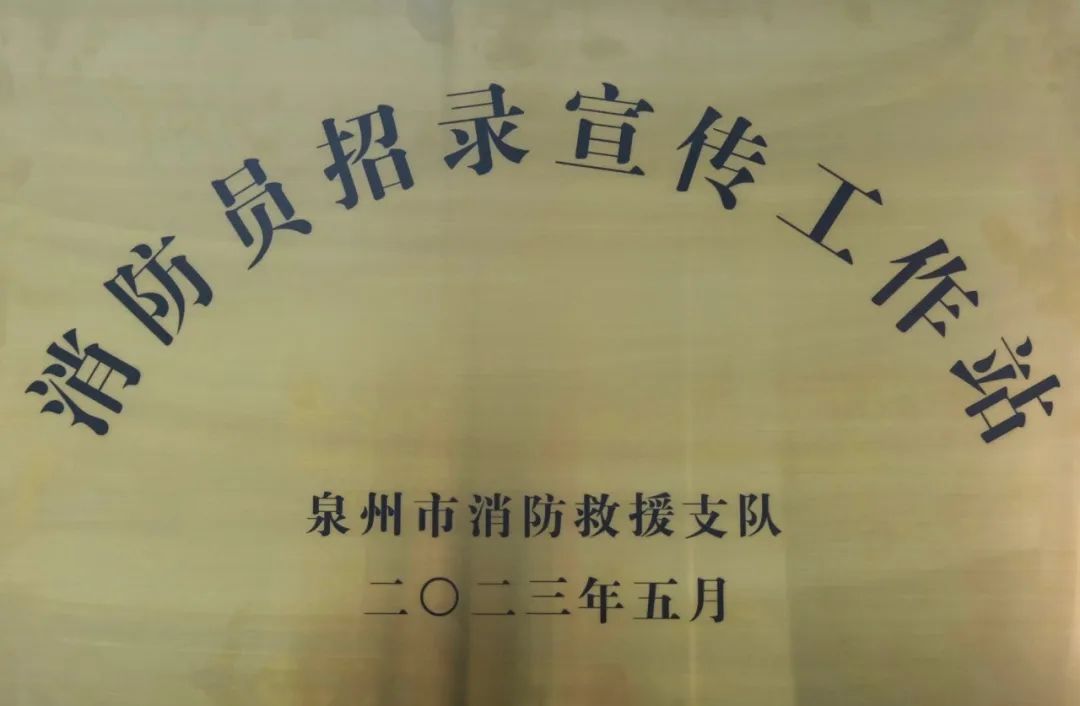 消防员招录宣传工作站
泉州市消防救援支队
二〇二三年五月